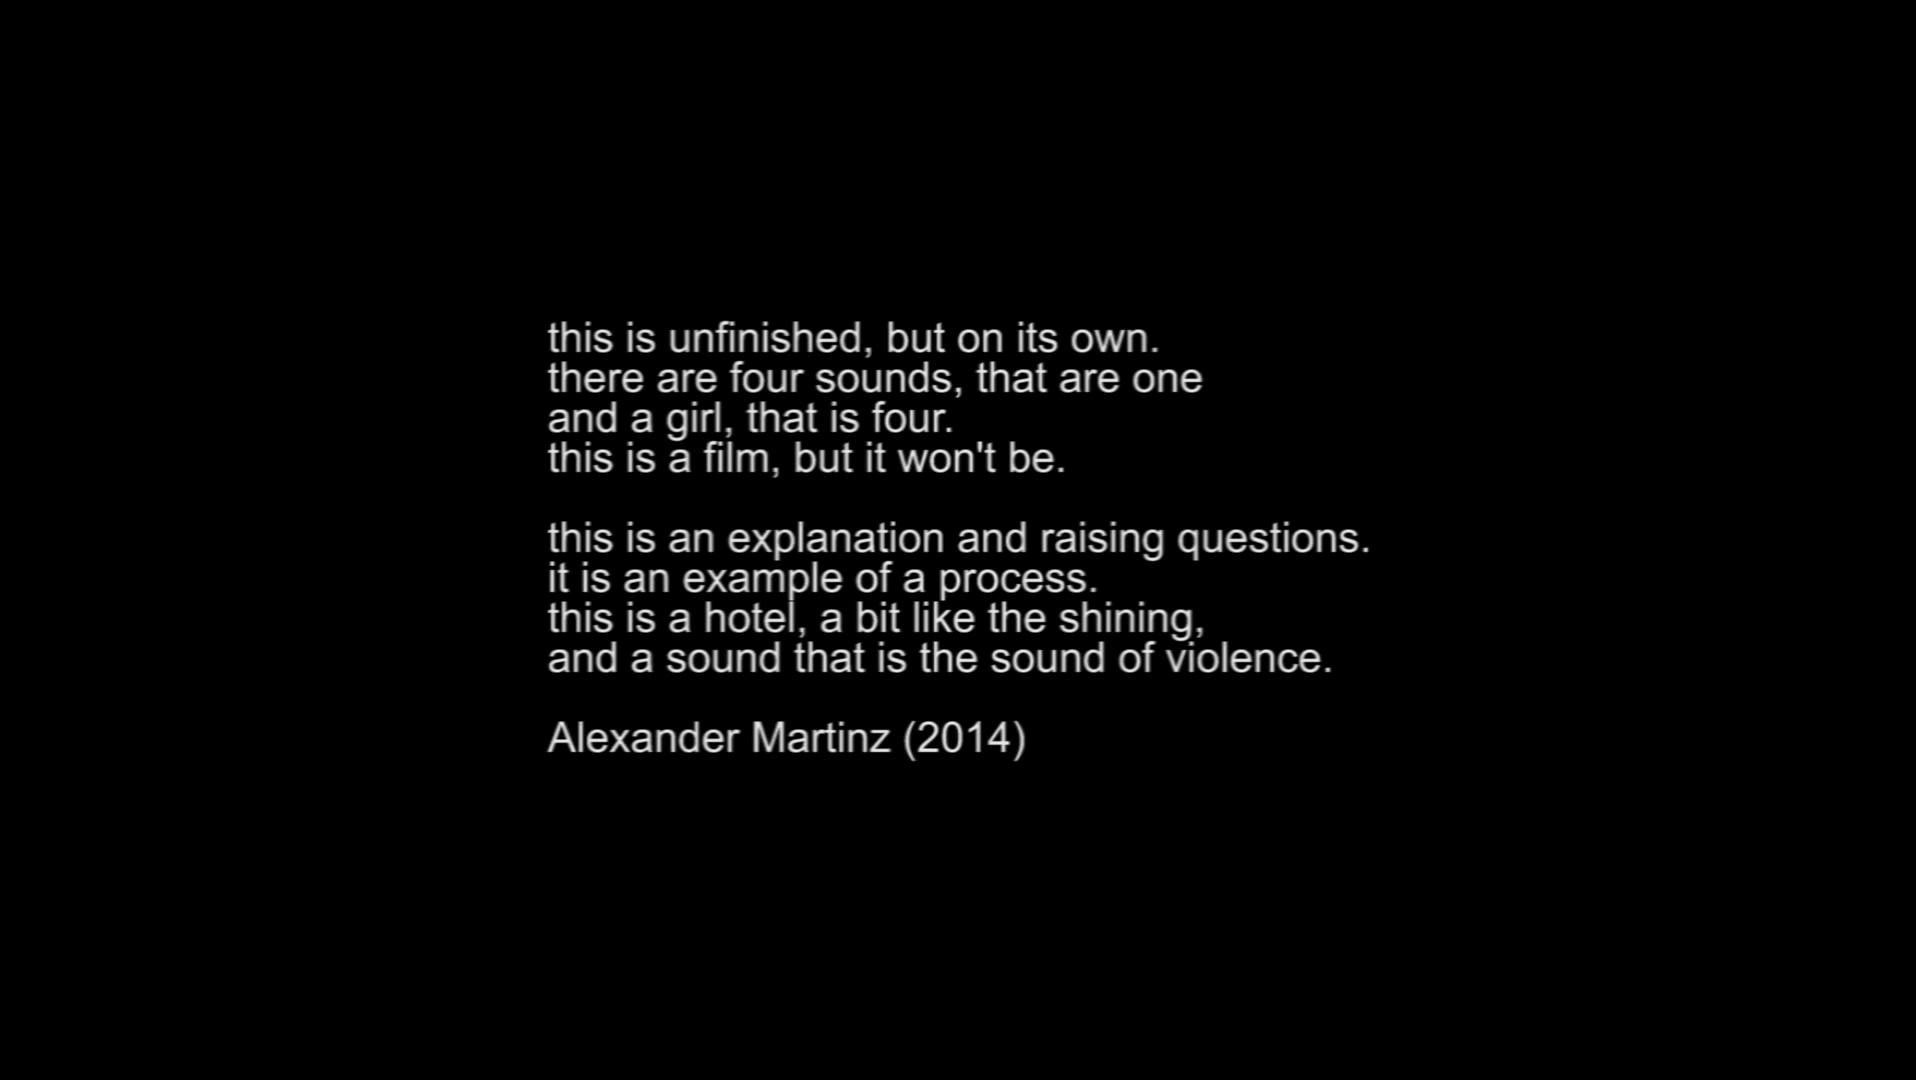 this is unfinished, but on its own.
there are four sounds, that are one
and a girl, that is four.
this is a film, but it won't be.
this is an explanation and raising questions.
it is an example of a process.
this is a hotel, a bit like the shining,
and a sound that is the sound of violence.
Alexander Martinz (2014)